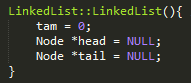 LinkedList::LinkedList(){
    tam = 0;
    Node *head = NULL;
    Node *tail = NULL;
}